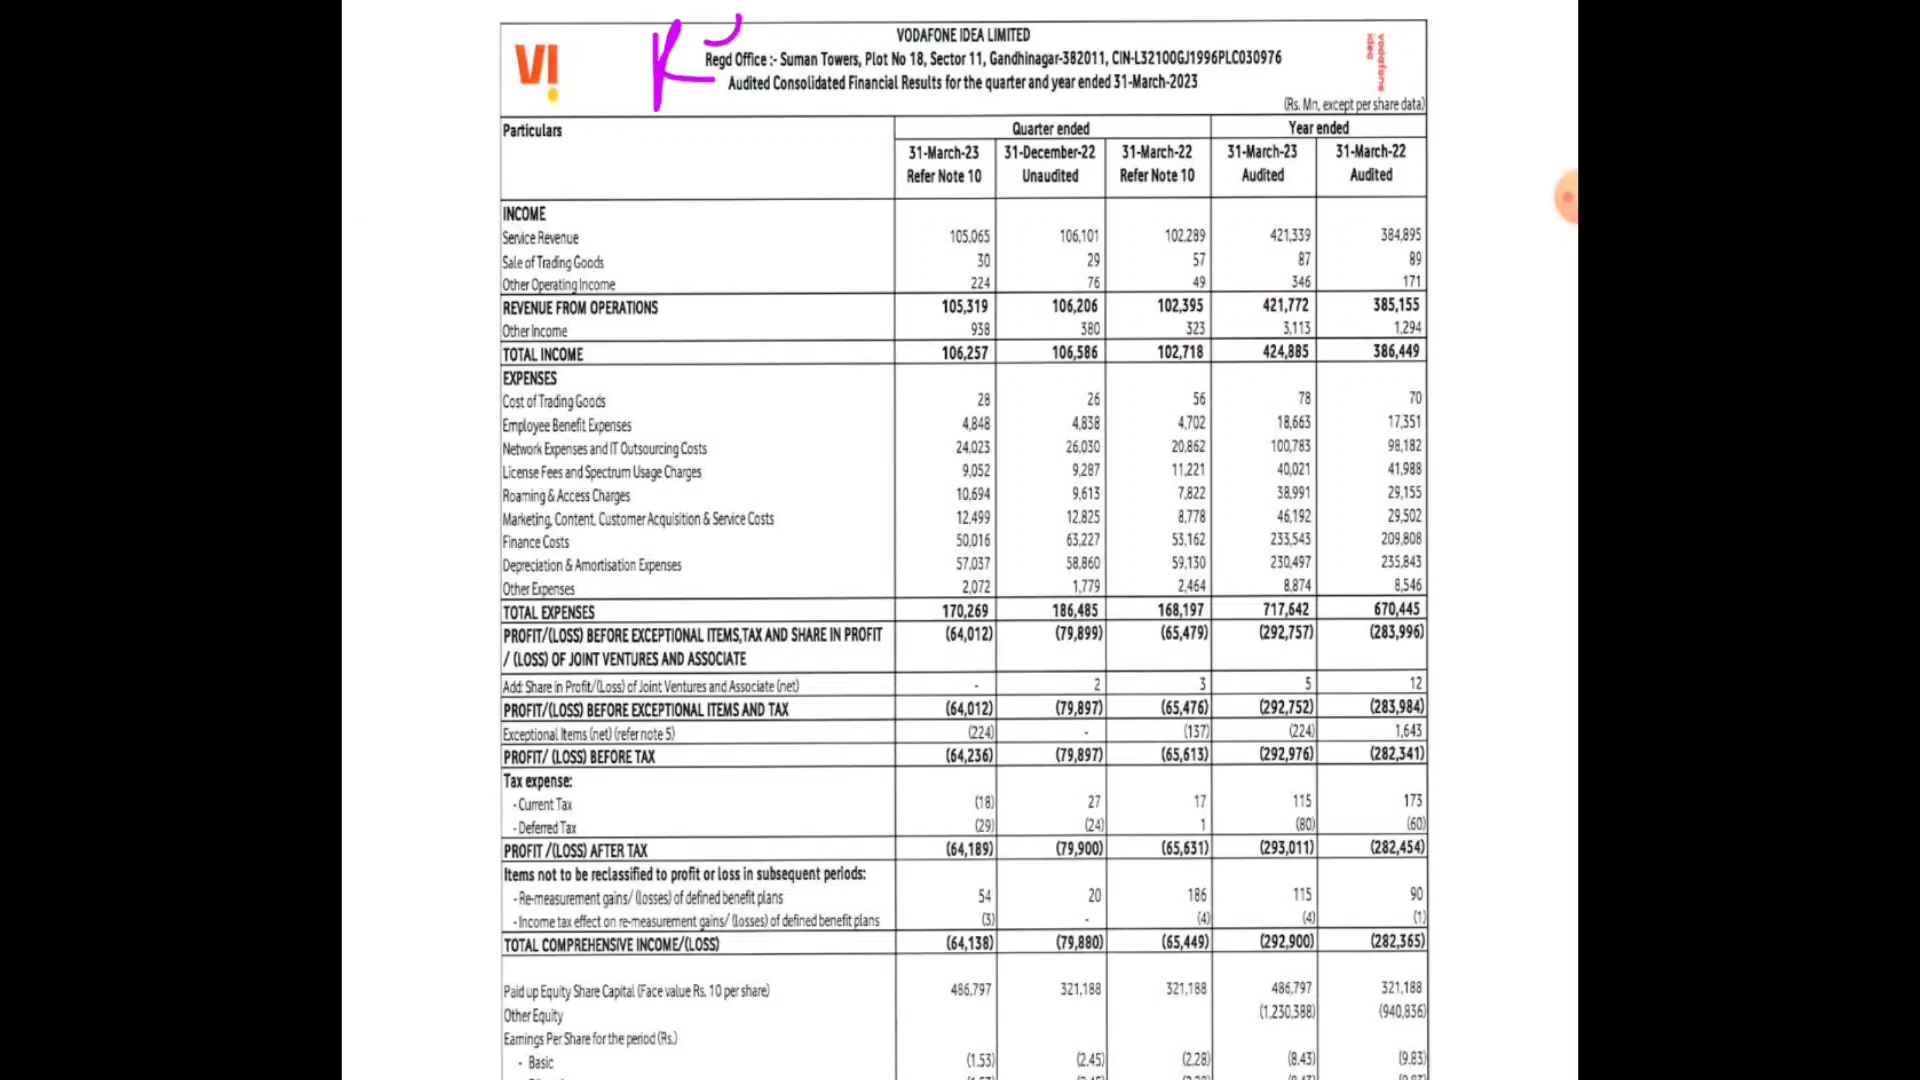 VI
VODAFONE IDEA LIMITED
Regd Office :- Suman Towers, Plot No 18, Sector 11, Gandhinagar-382011, CIN-L32100GJ1996PLC030976
Audited Consolidated Financial Results for the quarter and year ended 31-March-2023
vodafone
idea
(Rs. Mn, except per share data)
Particulars Quarter ended Year ended
31-March-23 31-December-22 31-March-22 31-March-23 31-March-22
Refer Note 10 Unaudited Refer Note 10 Audited Audited
INCOME
Service Revenue 105,065 106,101 102,289 421,339 384,895
Sale of Trading Goods 30 29 57 87 89
Other Operating Income 224 76 49 346 171
REVENUE FROM OPERATIONS 105,319 106,206 102,395 421,772 385,155
Other Income 938 380 323 3,113 1,294
TOTAL INCOME 106,257 106,586 102,718 424,885 386,449
EXPENSES
Cost of Trading Goods 28 26 56 78 70
Employee Benefit Expenses 4,848 4,838 4,702 18,663 17,351
Network Expenses and IT Outsourcing Costs 24,023 26,030 20,862 100,783 98,182
License Fees and Spectrum Usage Charges 9,052 9,287 11,221 40,021 41,988
Roaming & Access Charges 10,694 9,613 7,822 38,991 29,155
Marketing, Content, Customer Acquisition & Service Costs 12,499 12,825 8,778 46,192 29,502
Finance Costs 50,016 63,227 53,162 233,543 209,808
Depreciation & Amortisation Expenses 57,037 58,860 59,130 230,497 235,843
Other Expenses 2,072 1,779 2,464 8,874 8,546
TOTAL EXPENSES 170,269 186,485 168,197 717,642 670,445
PROFIT/(LOSS) BEFORE EXCEPTIONAL ITEMS,TAX AND SHARE IN PROFIT (64,012) (79,899) (65,479) (292,757) (283,996)
/ (LOSS) OF JOINT VENTURES AND ASSOCIATE
Add: Share in Profit/(Loss) of Joint Ventures and Associate (net) - 2 3 5 12
PROFIT/(LOSS) BEFORE EXCEPTIONAL ITEMS AND TAX (64,012) (79,897) (65,476) (292,752) (283,984)
Exceptional Items (net) (refer note 5) (224) - (137) (224) 1,643
PROFIT/ (LOSS) BEFORE TAX (64,236) (79,897) (65,613) (292,976) (282,341)
Tax expense:
- Current Tax (18) 27 17 115 173
- Deferred Tax (29) (24) 1 (80) (60)
PROFIT /(LOSS) AFTER TAX (64,189) (79,900) (65,631) (293,011) (282,454)
Items not to be reclassified to profit or loss in subsequent periods:
- Re-measurement gains/ (losses) of defined benefit plans 54 20 186 115 90
- Income tax effect on re-measurement gains/ (losses) of defined benefit plans (3) - (4) (4) (1)
TOTAL COMPREHENSIVE INCOME/(LOSS) (64,138) (79,880) (65,449) (292,900) (282,365)
Paid up Equity Share Capital (Face value Rs. 10 per share) 486,797 321,188 321,188 486,797 321,188
Other Equity (1,230,388) (940,836)
Earnings Per Share for the period (Rs.)
- Basic (1.53) (2.45) (2.28) (8.43) (9.83)